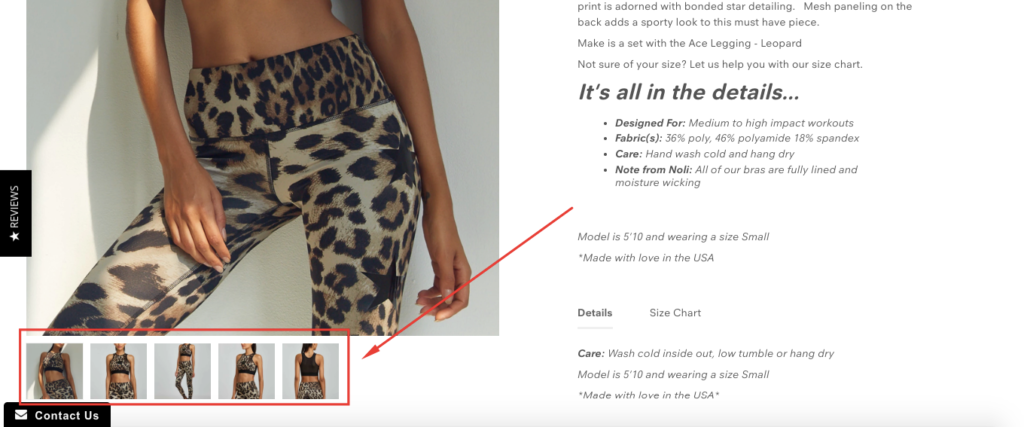 print is adorned with bonded star detailing.   Mesh paneling on the
back adds a sporty look to this must have piece.
Make is a set with the Ace Legging - Leopard
Not sure of your size? Let us help you with our size chart.
It's all in the details...
• Designed For: Medium to high impact workouts
• Fabric(s): 36% poly, 46% polyamide 18% spandex
• Care: Hand wash cold and hang dry
• Note from Noli: All of our bras are fully lined and
moisture wicking
★ REVIEWS
Model is 5'10 and wearing a size Small
*Made with love in the USA
Details   Size Chart
Care: Wash cold inside out, low tumble or hang dry
Model is 5'10 and wearing a size Small
*Made with love in the USA*
Contact Us